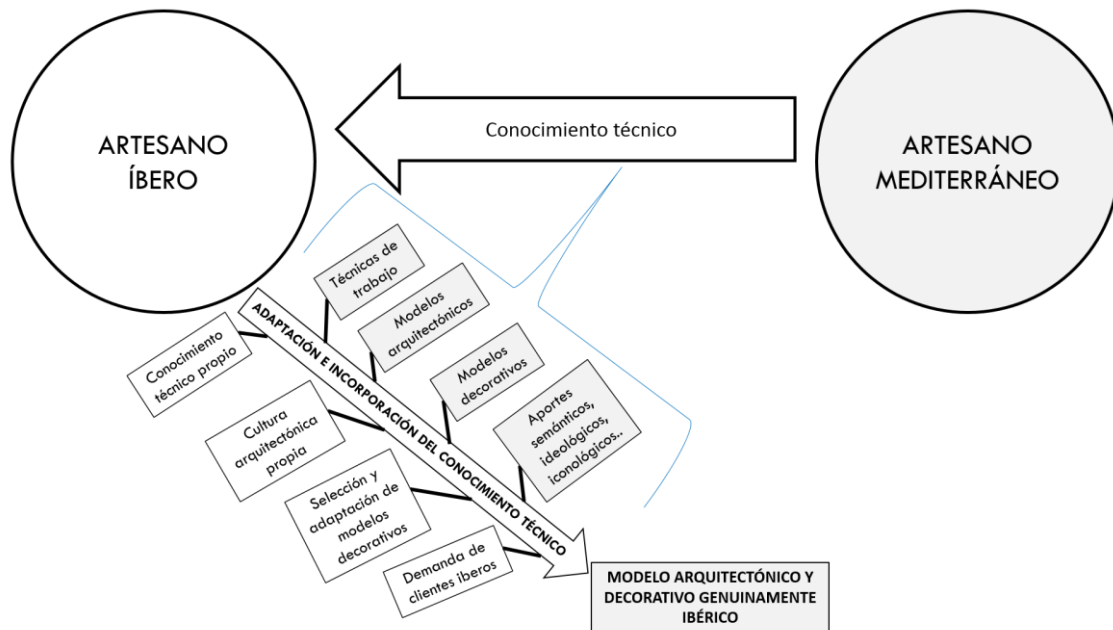 ARTESANO
ÍBERO
Conocimiento técnico
ARTESANO
MEDITERRÁNEO
Técnicas de
trabajo
Modelos
arquitectónicos
Modelos
decorativos
Aportes
semánticos,
ideológicos,
iconológicos..
ADAPTACIÓN E INCORPORACIÓN DEL CONOCIMIENTO TÉCNICO
Conocimiento
técnico propio
Cultura
arquitectónica
propia
Selección y
adaptación de
modelos
decorativos
Demanda de
clientes iberos
MODELO ARQUITECTÓNICO Y
DECORATIVO GENUINAMENTE
IBÉRICO